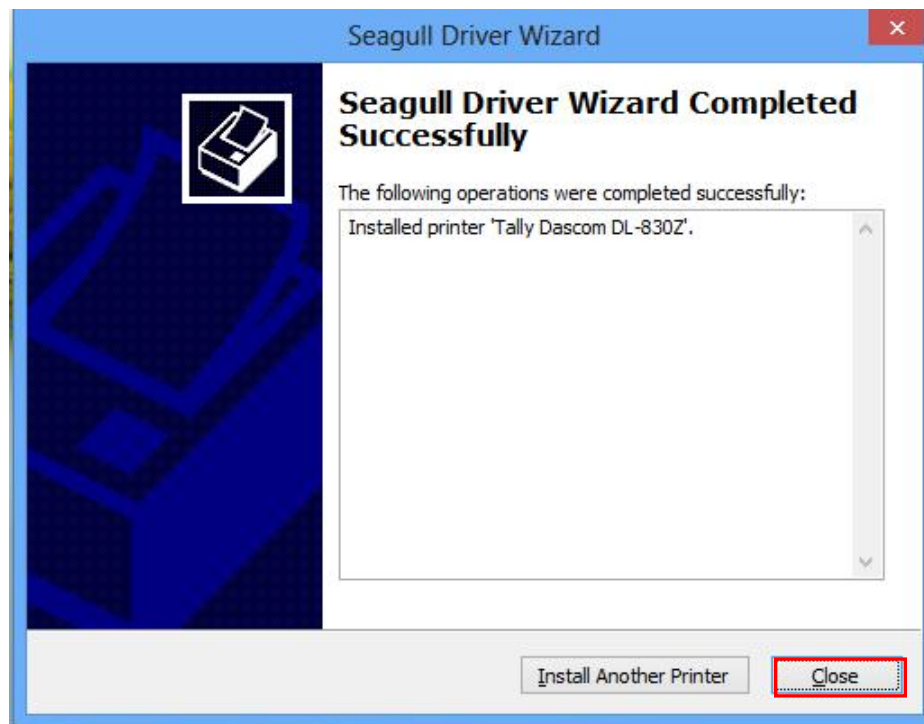 Seagull Driver Wizard
Seagull Driver Wizard Completed
Successfully
The following operations were completed successfully:
Installed printer 'Tally Dascom DL-830Z'.
Install Another Printer
Close